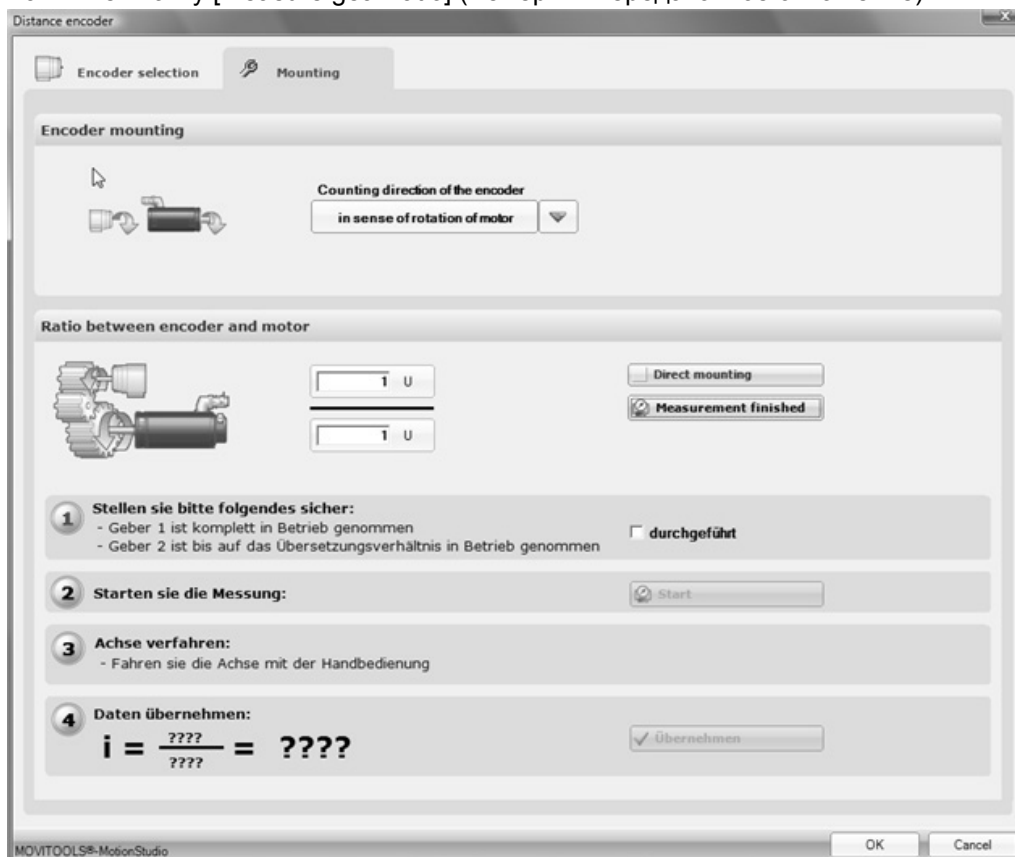 Distance encoder
Encoder selection
Mounting
Encoder mounting
Counting direction of the encoder
in sense of rotation of motor
Ratio between encoder and motor
1 U
Direct mounting
Measurement finished
1 U
1 Stellen sie bitte folgendes sicher:
- Geber 1 ist komplett in Betrieb genommen
- Geber 2 ist bis auf das Übersetzungsverhältnis in Betrieb genommen
durchgeführt
2 Starten sie die Messung:
Start
3 Achse verfahren:
- Fahren sie die Achse mit der Handbedienung
4 Daten übernehmen:
i = ???? / ???? = ????
Übernehmen
OK
Cancel
MOVITOOLS®-MotionStudio